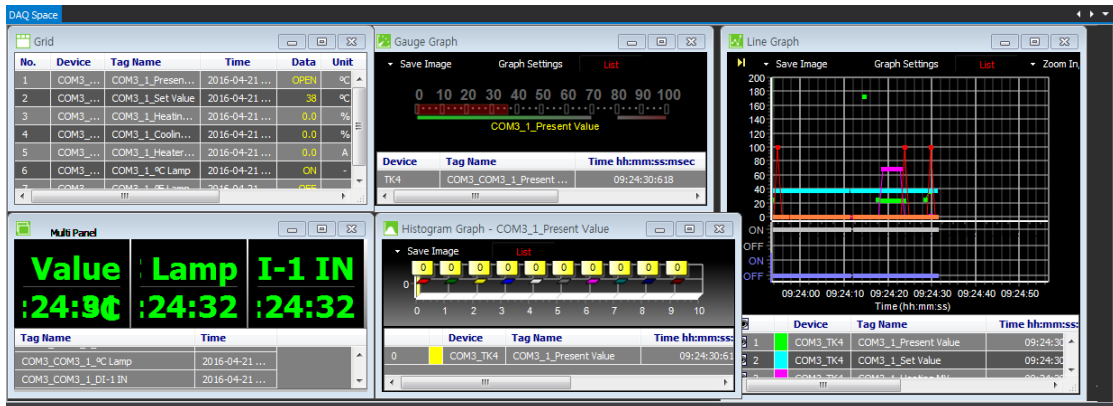 DAQ Space
Grid
No. Device Tag Name Time Data Unit
1 COM3_... COM3_1_Presen... 2016-04-21 ... OPEN ºC
2 COM3_... COM3_1_Set Value 2016-04-21 ... 38 ºC
3 COM3_... COM3_1_Heatin... 2016-04-21 ... 0.0 %
4 COM3_... COM3_1_Coolin... 2016-04-21 ... 0.0 %
5 COM3_... COM3_1_Heater... 2016-04-21 ... 0.0 A
6 COM3_... COM3_1_ºC Lamp 2016-04-21 ... ON -
Gauge Graph
Save Image Graph Settings List
0 10 20 30 40 50 60 70 80 90 100
COM3_1_Present Value
Device Tag Name Time hh:mm:ss:msec
TK4 COM3_COM3_1_Present ... 09:24:30:618
Line Graph
Save Image Graph Settings List Zoom In,
200
180
160
140
120
100
80
60
40
20
0
ON
OFF
ON
OFF
09:24:00 09:24:10 09:24:20 09:24:30 09:24:40 09:24:50
Time(hh:mm:ss)
Device Tag Name Time hh:mm:ss:
1 COM3_TK4 COM3_1_Present Value 09:24:30
2 COM3_TK4 COM3_1_Set Value 09:24:30
Multi Panel
Value Lamp I-1 IN
:24:32 :24:32
Tag Name Time
COM3_COM3_1_ºC Lamp 2016-04-21 ...
COM3_COM3_1_DI-1 IN 2016-04-21 ...
Histogram Graph - COM3_1_Present Value
Save Image List
0 0 0 0 0 0 0 0 0 0
0
0 1 2 3 4 5 6 7 8 9 10
Device Tag Name Time hh:mm
0 COM3_TK4 COM3_1_Present Value 09:24:30:61